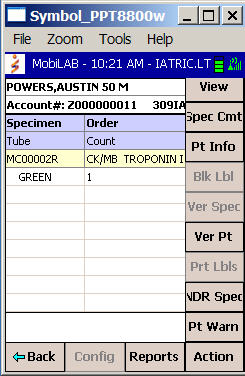 Symbol_PPT8800w
File Zoom Tools Help
MobiLAB - 10:21 AM - IATRIC.LT
POWERS,AUSTIN 50 M
View
Account#: Z000000011 309IA
Spec Cmt
Specimen Order
Tube Count
Pt Info
MC00002R CK/MB TROPONIN I
Blk Lbl
GREEN 1
Ver Spec
Ver Pt
Prt Lbls
NDR Spec
Pt Warn
Back Config Reports Action